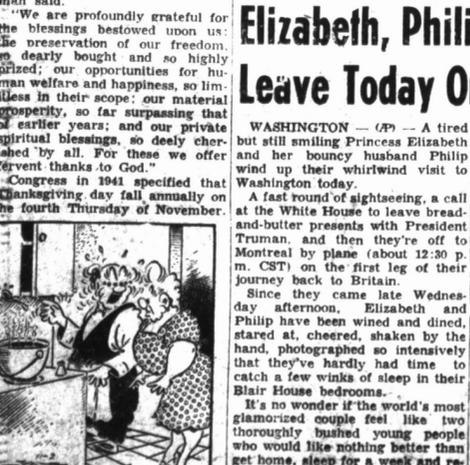 man said.
"We are profoundly grateful for
the blessings bestowed upon us:
the preservation of our freedom,
so dearly bought and so highly
prized; our opportunities for hu-
man welfare and happiness, so lim-
itless in their scope; our material
prosperity, so far surpassing that
of earlier years; and our private
spiritual blessings, so deely cher-
ished by all. For these we offer
fervent thanks to God."
Congress in 1941 specified that
Thanksgiving day fall annually on
the fourth Thursday of November.
Elizabeth, Phili
Leave Today O
WASHINGTON — (AP) — A tired
but still smiling Princess Elizabeth
and her bouncy husband Philip
wind up their whirlwind visit to
Washington today.
A fast round of sightseeing, a call
at the White House to leave bread-
and-butter presents with President
Truman, and then they're off to
Montreal by plane (about 12:30 p.
m. CST) on the first leg of their
journey back to Britain.
Since they came late Wednes-
day afternoon, Elizabeth and
Philip have been wined and dined,
stared at, cheered, shaken by the
hand, photographed so intensively
that they've hardly had time to
catch a few winks of sleep in their
Blair House bedrooms.
It's no wonder if the world's most
glamorized couple feel like two
thoroughly bushed young people
who would like nothing better than
get home, sleep for a week and re-